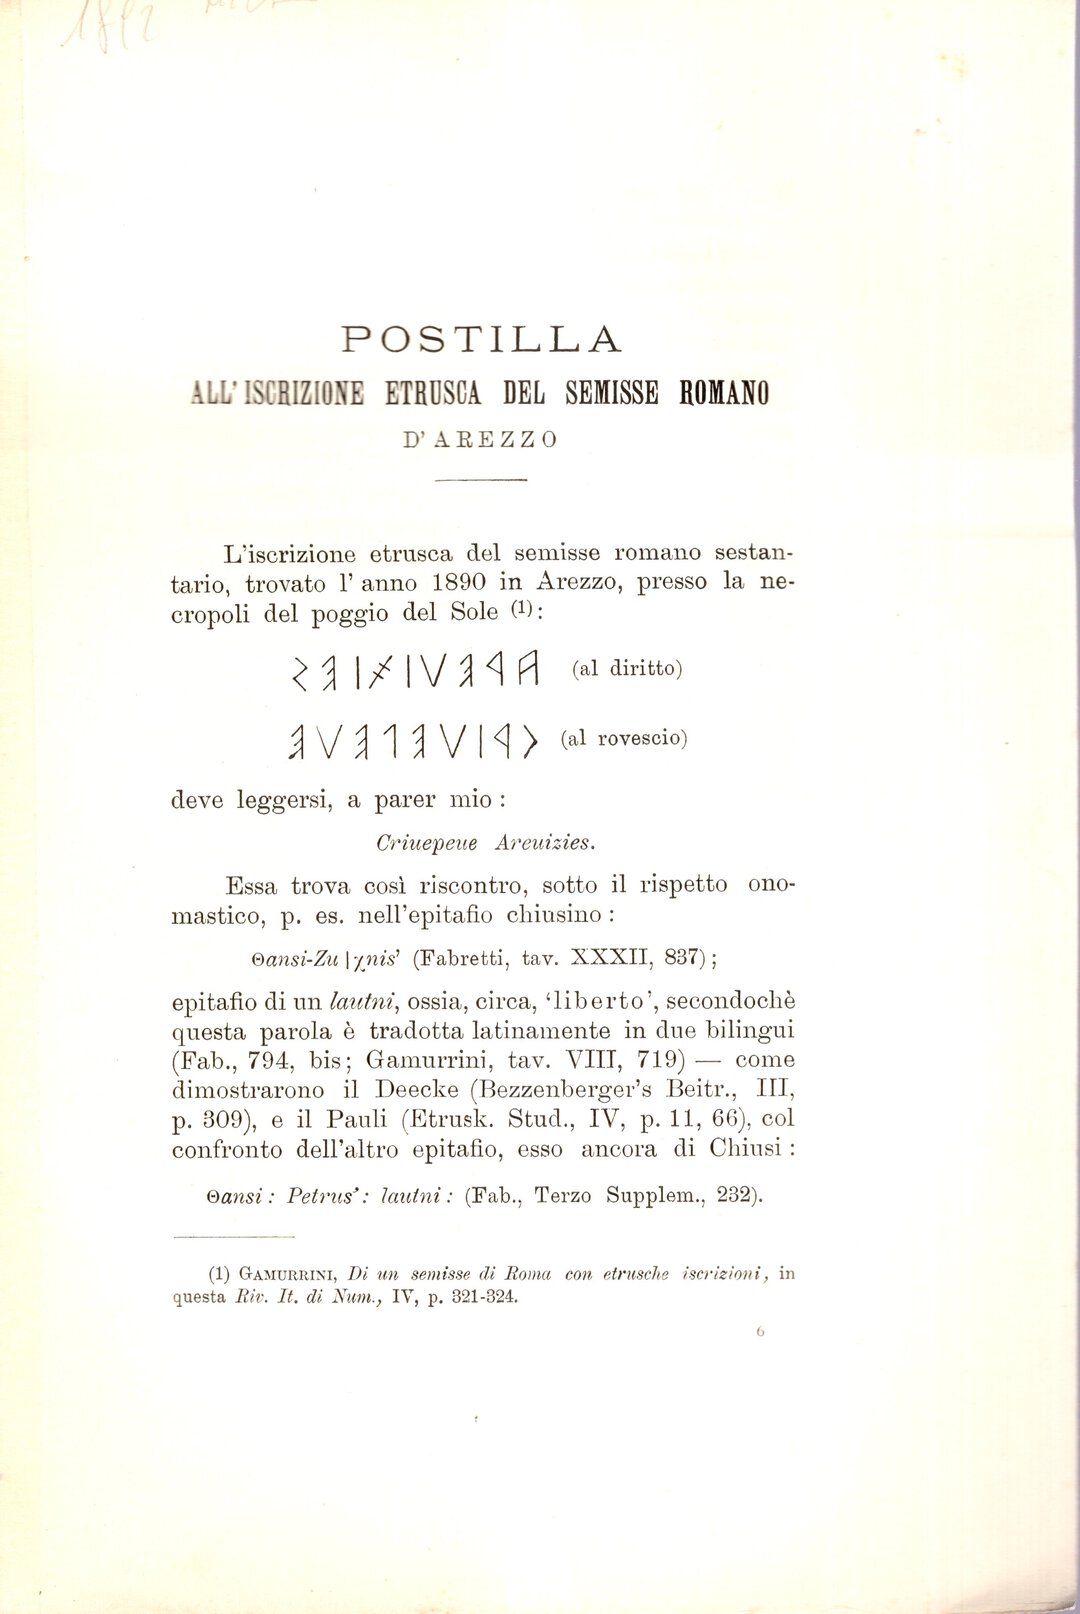 1892
POSTILLA
ALL' ISCRIZIONE ETRUSCA DEL SEMISSE ROMANO
D' AREZZO
L'iscrizione etrusca del semisse romano sestan-
tario, trovato l' anno 1890 in Arezzo, presso la ne-
cropoli del poggio del Sole (1):
𐌔𐌄𐌉𐌆𐌉𐌖𐌄𐌓𐌀 (al diritto)
𐌄𐌖𐌄𐌐𐌄𐌖𐌉𐌓𐌂 (al rovescio)
deve leggersi, a parer mio :
Criuepeue Areuizies.
Essa trova così riscontro, sotto il rispetto ono-
mastico, p. es. nell'epitafio chiusino :
Θansi-Zu | χnis' (Fabretti, tav. XXXII, 837) ;
epitafio di un lautni, ossia, circa, 'liberto', secondochè
questa parola è tradotta latinamente in due bilingui
(Fab., 794, bis; Gamurrini, tav. VIII, 719) — come
dimostrarono il Deecke (Bezzenberger's Beitr., III,
p. 309), e il Pauli (Etrusk. Stud., IV, p. 11, 66), col
confronto dell'altro epitafio, esso ancora di Chiusi :
Θansi : Petrus' : lautni : (Fab., Terzo Supplem., 232).
(1) GAMURRINI, Di un semisse di Roma con etrusche iscrizioni, in
questa Riv. It. di Num., IV, p. 321-324.
6